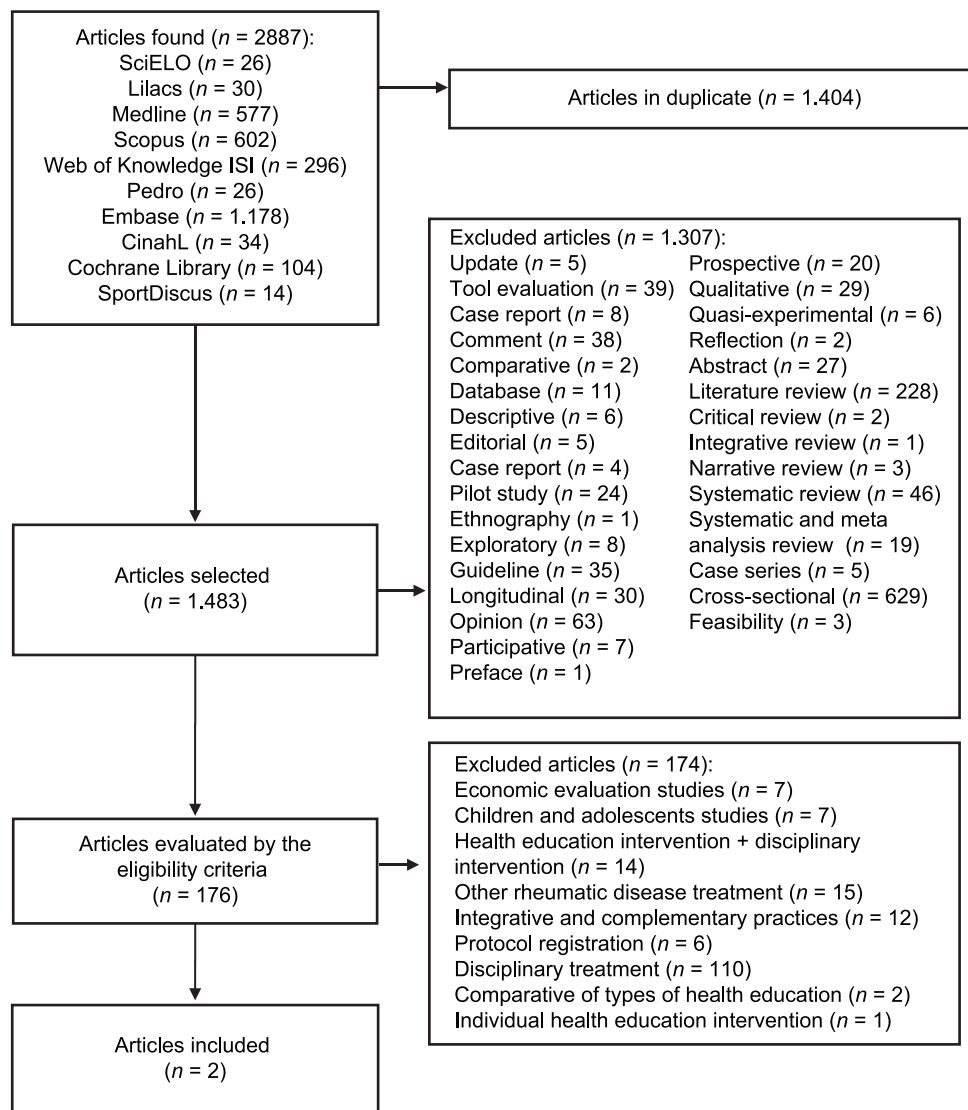 Articles found (n = 2887):
SciELO (n = 26)
Lilacs (n = 30)
Medline (n = 577)
Scopus (n = 602)
Web of Knowledge ISI (n = 296)
Pedro (n = 26)
Embase (n = 1.178)
CinahL (n = 34)
Cochrane Library (n = 104)
SportDiscus (n = 14)
Articles in duplicate (n = 1.404)
Articles selected
(n = 1.483)
Excluded articles (n = 1.307):
Update (n = 5)
Tool evaluation (n = 39)
Case report (n = 8)
Comment (n = 38)
Comparative (n = 2)
Database (n = 11)
Descriptive (n = 6)
Editorial (n = 5)
Case report (n = 4)
Pilot study (n = 24)
Ethnography (n = 1)
Exploratory (n = 8)
Guideline (n = 35)
Longitudinal (n = 30)
Opinion (n = 63)
Participative (n = 7)
Preface (n = 1)
Prospective (n = 20)
Qualitative (n = 29)
Quasi-experimental (n = 6)
Reflection (n = 2)
Abstract (n = 27)
Literature review (n = 228)
Critical review (n = 2)
Integrative review (n = 1)
Narrative review (n = 3)
Systematic review (n = 46)
Systematic and meta
analysis review (n = 19)
Case series (n = 5)
Cross-sectional (n = 629)
Feasibility (n = 3)
Articles evaluated by the
eligibility criteria
(n = 176)
Excluded articles (n = 174):
Economic evaluation studies (n = 7)
Children and adolescents studies (n = 7)
Health education intervention + disciplinary
intervention (n = 14)
Other rheumatic disease treatment (n = 15)
Integrative and complementary practices (n = 12)
Protocol registration (n = 6)
Disciplinary treatment (n = 110)
Comparative of types of health education (n = 2)
Individual health education intervention (n = 1)
Articles included
(n = 2)